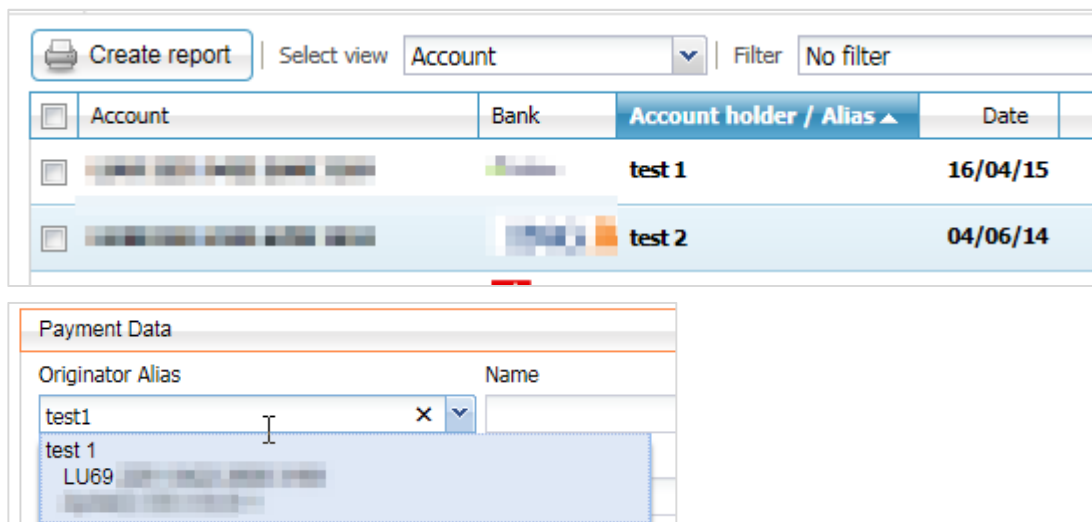 Create report Select view Account Filter No filter
Account Bank Account holder / Alias Date
test 1 16/04/15
test 2 04/06/14
Payment Data
Originator Alias Name
test1
test 1
LU69